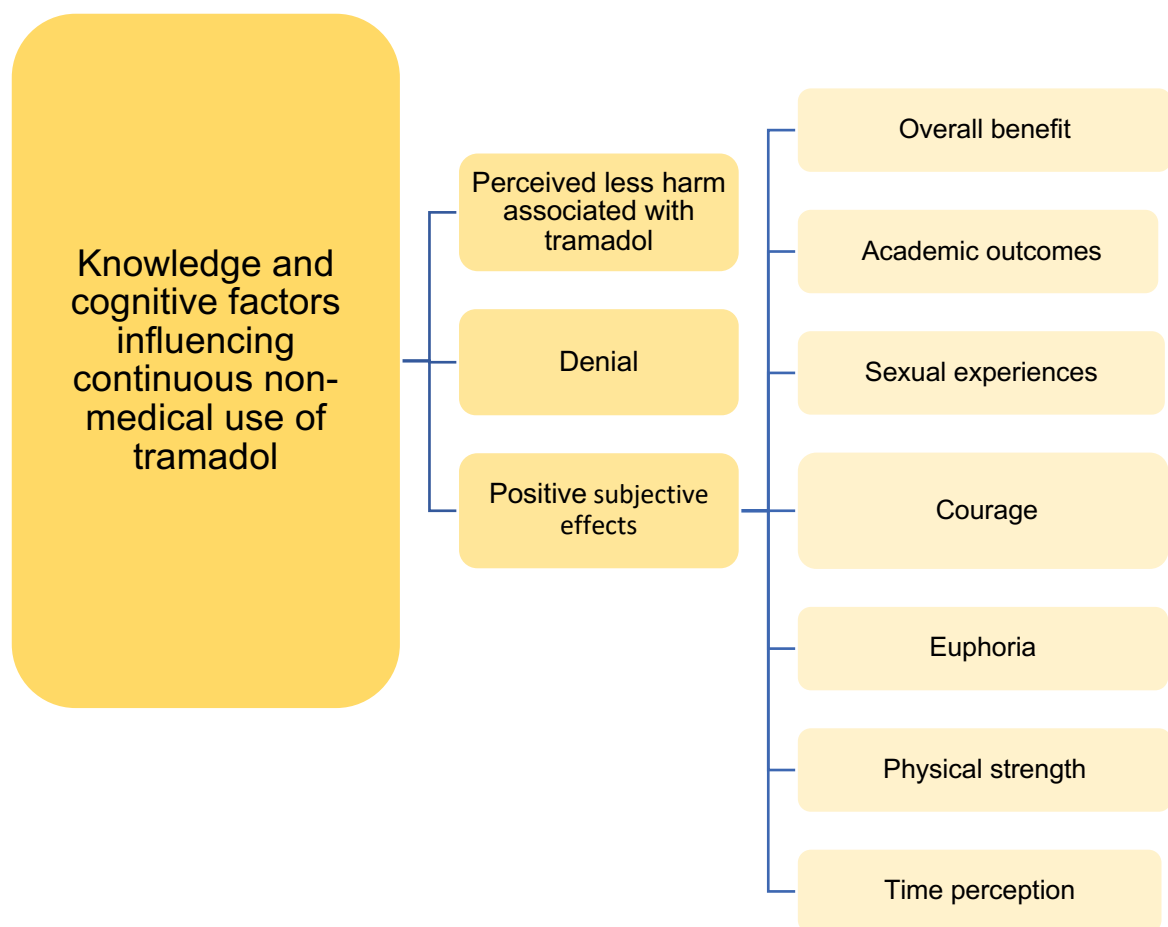 Knowledge and
cognitive factors
influencing
continuous non-
medical use of
tramadol
Perceived less harm
associated with
tramadol
Denial
Positive subjective
effects
Overall benefit
Academic outcomes
Sexual experiences
Courage
Euphoria
Physical strength
Time perception